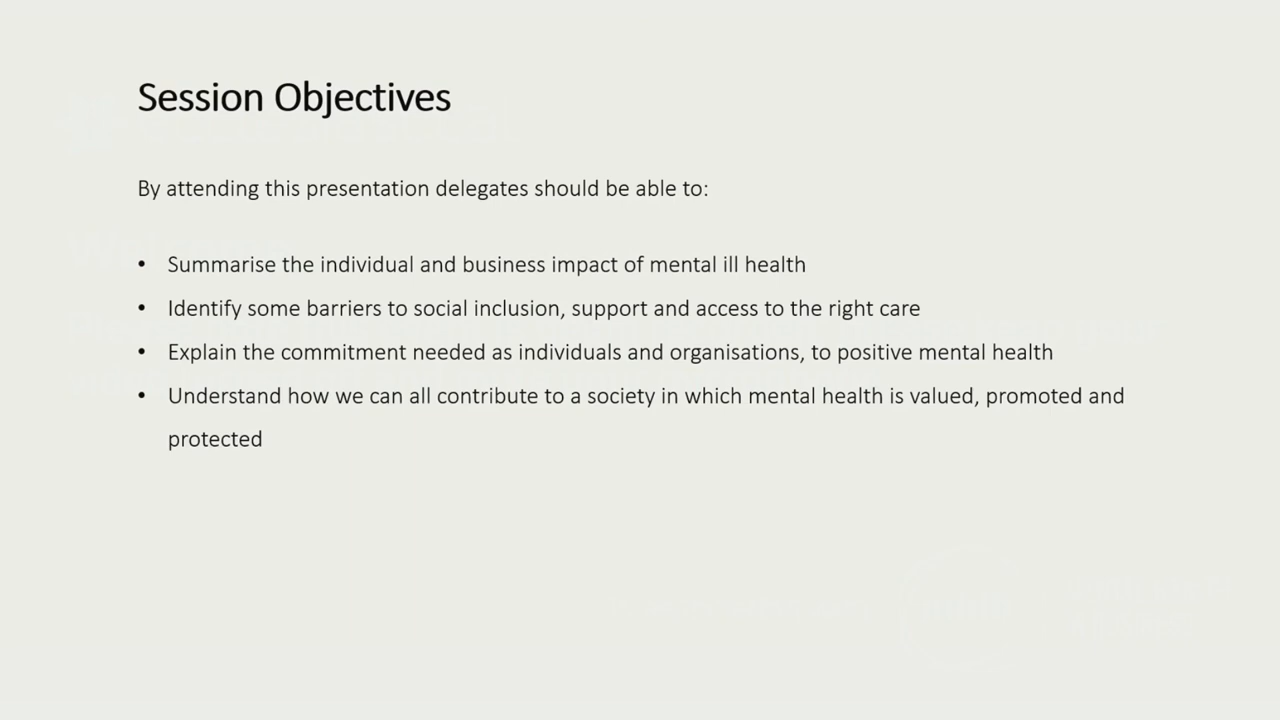 Session Objectives
By attending this presentation delegates should be able to:
• Summarise the individual and business impact of mental ill health
• Identify some barriers to social inclusion, support and access to the right care
• Explain the commitment needed as individuals and organisations, to positive mental health
• Understand how we can all contribute to a society in which mental health is valued, promoted and
protected